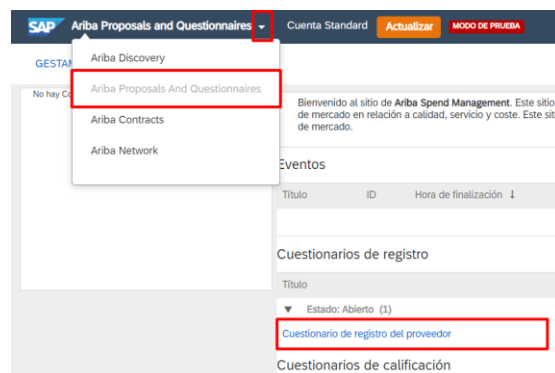 SAP Ariba Proposals and Questionnaires Cuenta Standard Actualizar MODO DE PRUEBA
Ariba Discovery
Ariba Proposals And Questionnaires
Ariba Contracts
Ariba Network
No hay
Bienvenido al sitio de Ariba Spend Management. Este sitio
de mercado en relación a calidad, servicio y coste. Este sit
de mercado.
Eventos
Título ID Hora de finalización ↓
Cuestionarios de registro
Título
▼ Estado: Abierto (1)
Cuestionario de registro del proveedor
Cuestionarios de calificación